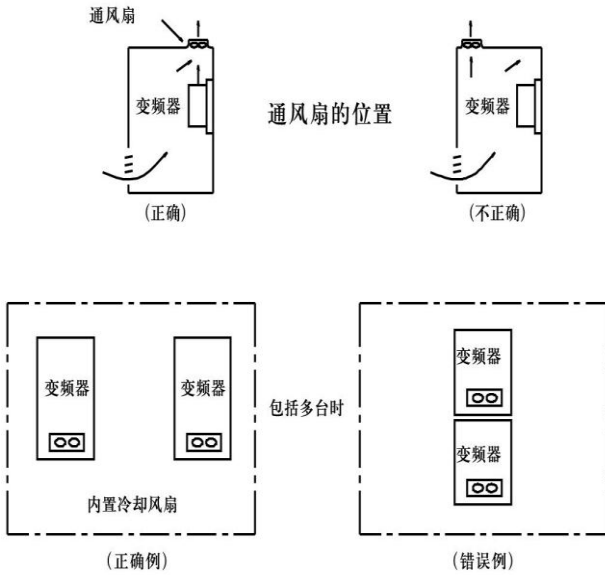 通风扇
变频器
通风扇的位置
变频器
(正确)
(不正确)
变频器
变频器
包括多台时
变频器
变频器
内置冷却风扇
(正确例)
(错误例)